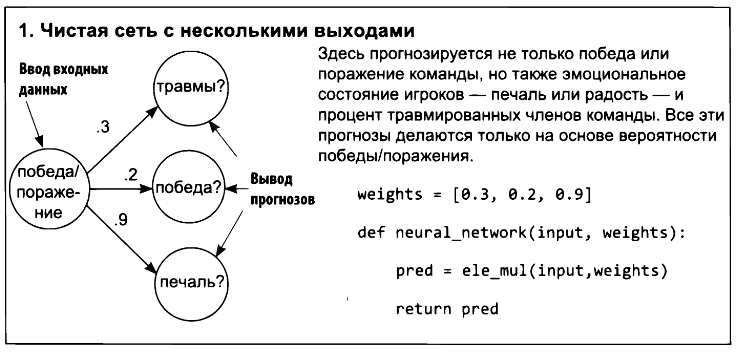 1. Чистая сеть с несколькими выходами
Ввод входных
данных
травмы?
.3
победа/
пораже-
ние
.2
победа?
Вывод
прогнозов
.9
печаль?
Здесь прогнозируется не только победа или
поражение команды, но также эмоциональное
состояние игроков — печаль или радость — и
процент травмированных членов команды. Все эти
прогнозы делаются только на основе вероятности
победы/поражения.
weights = [0.3, 0.2, 0.9]
def neural_network(input, weights):
pred = ele_mul(input,weights)
return pred